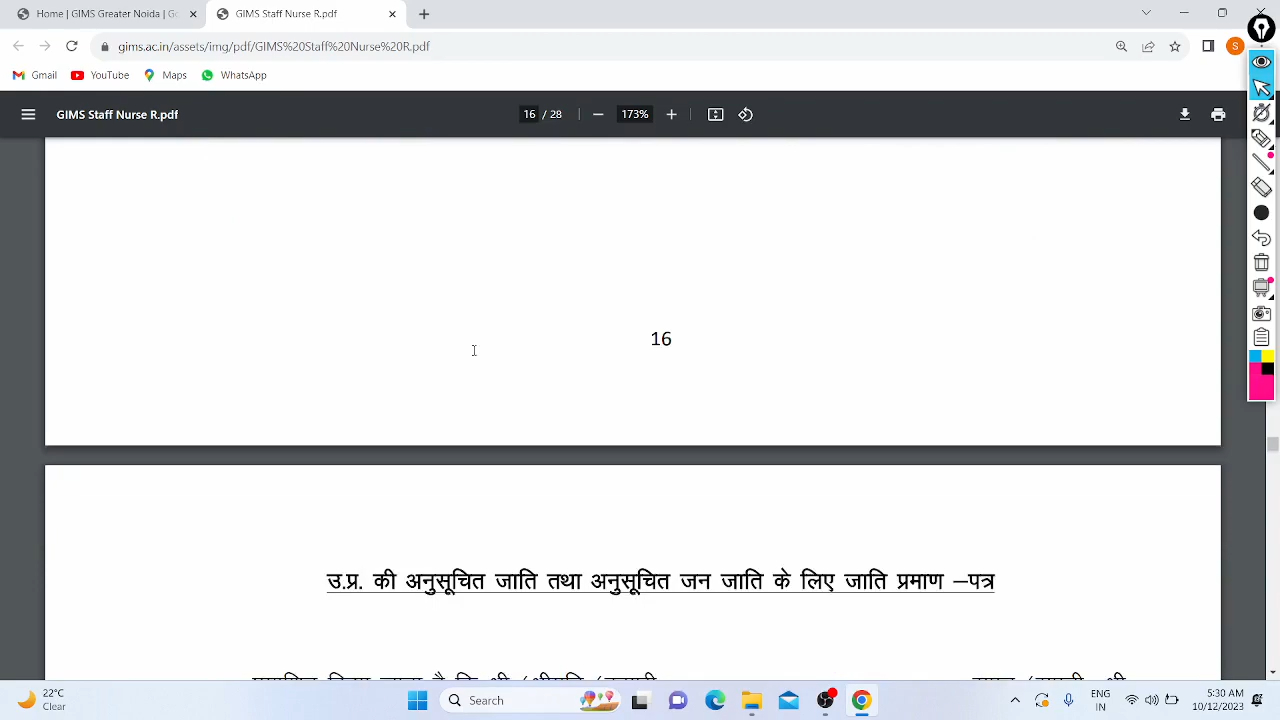 Home | GIMS Greater Noida | Go
GIMS Staff Nurse R.pdf
gims.ac.in/assets/img/pdf/GIMS%20Staff%20Nurse%20R.pdf
S
Gmail
YouTube
Maps
WhatsApp
GIMS Staff Nurse R.pdf
16 / 28
173%
16
उ.प्र. की अनुसूचित जाति तथा अनुसूचित जन जाति के लिए जाति प्रमाण –पत्र
22°C
Clear
Search
ENG
IN
5:30 AM
10/12/2023